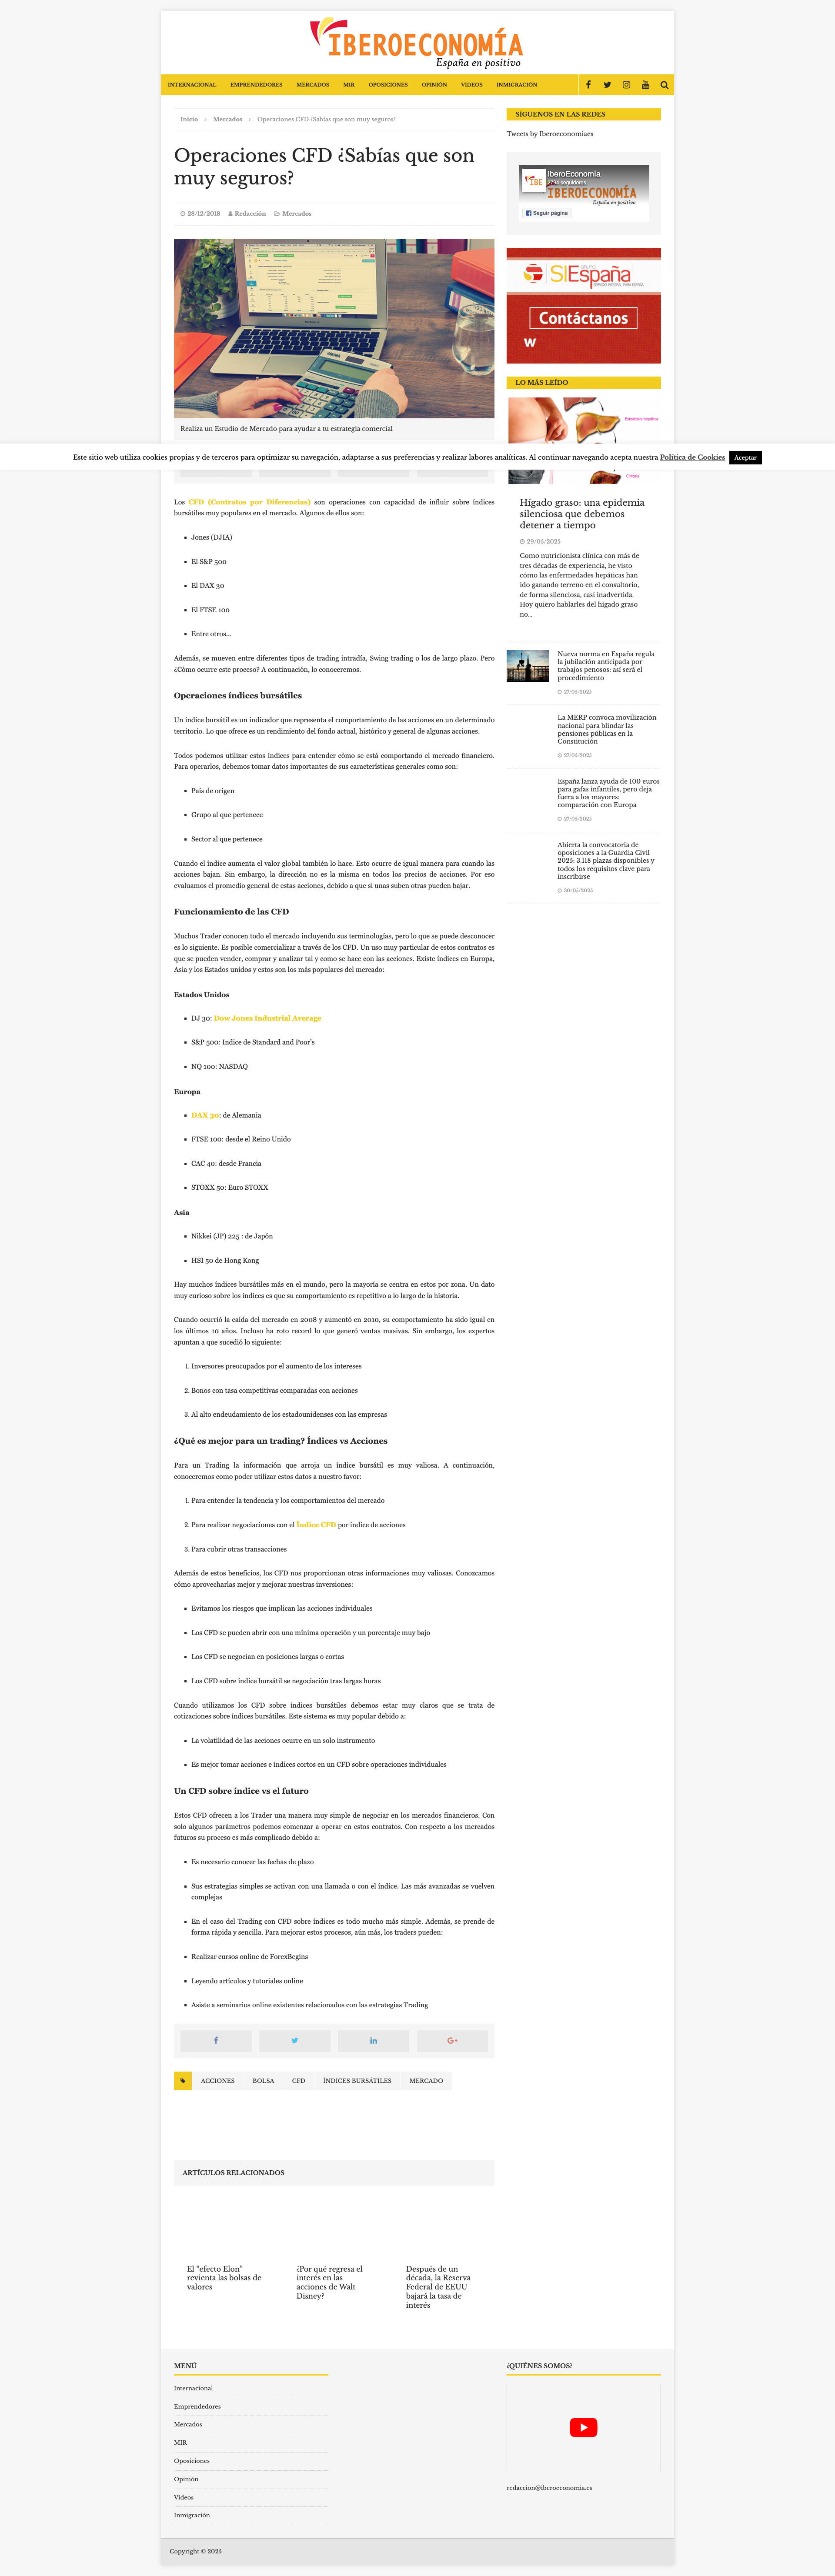 IBEROECONOMÍA
España en positivo
INTERNACIONAL EMPRENDEDORES MERCADOS MIR OPOSICIONES OPINIÓN VIDEOS INMIGRACIÓN
Inicio > Mercados > Operaciones CFD ¿Sabías que son muy seguros?
Operaciones CFD ¿Sabías que son
muy seguros?
28/12/2018 Redacción Mercados
Realiza un Estudio de Mercado para ayudar a tu estrategia comercial
Los CFD (Contratos por Diferencias) son operaciones con capacidad de influir sobre índices
bursátiles muy populares en el mercado. Algunos de ellos son:
Jones (DJIA)
El S&P 500
El DAX 30
El FTSE 100
Entre otros…
Además, se mueven entre diferentes tipos de trading intradía, Swing trading o los de largo plazo. Pero
¿Cómo ocurre este proceso? A continuación, lo conoceremos.
Operaciones índices bursátiles
Un índice bursátil es un indicador que representa el comportamiento de las acciones en un determinado
territorio. Lo que ofrece es un rendimiento del fondo actual, histórico y general de algunas acciones.
Todos podemos utilizar estos índices para entender cómo se está comportando el mercado financiero.
Para operarlos, debemos tomar datos importantes de sus características generales como son:
País de origen
Grupo al que pertenece
Sector al que pertenece
Cuando el índice aumenta el valor global también lo hace. Esto ocurre de igual manera para cuando las
acciones bajan. Sin embargo, la dirección no es la misma en todos los precios de acciones. Por eso
evaluamos el promedio general de estas acciones, debido a que si unas suben otras pueden bajar.
Funcionamiento de las CFD
Muchos Trader conocen todo el mercado incluyendo sus terminologías, pero lo que se puede desconocer
es lo siguiente. Es posible comerializar a través de los CFD. Un uso muy particular de estos contratos es
que se pueden vender, comprar y analizar tal y como se hace con las acciones. Existe índices en Europa,
Asia y los Estados unidos y estos son los más populares del mercado:
Estados Unidos
DJ 30: Dow Jones Industrial Average
S&P 500: Indice de Standard and Poor's
NQ 100: NASDAQ
Europa
DAX 30: de Alemania
FTSE 100: desde el Reino Unido
CAC 40: desde Francia
STOXX 50: Euro STOXX
Asia
Nikkei (JP) 225 : de Japón
HSI 50 de Hong Kong
Hay muchos índices bursátiles más en el mundo, pero la mayoría se centra en estos por zona. Un dato
muy curioso sobre los índices es que su comportamiento es repetitivo a lo largo de la historia.
Cuando ocurrió la caída del mercado en 2008 y aumentó en 2010, su comportamiento ha sido igual en
los últimos 10 años. Incluso ha roto record lo que generó ventas masivas. Sin embargo, los expertos
apuntan a que sucedió lo siguiente:
1. Inversores preocupados por el aumento de los intereses
2. Bonos con tasa competitivas comparadas con acciones
3. Al alto endeudamiento de los estadounidenses con las empresas
¿Qué es mejor para un trading? Índices vs Acciones
Para un Trading la información que arroja un índice bursátil es muy valiosa. A continuación,
conoceremos como poder utilizar estos datos a nuestro favor:
1. Para entender la tendencia y los comportamientos del mercado
2. Para realizar negociaciones con el Índice CFD por índice de acciones
3. Para cubrir otras transacciones
Además de estos beneficios, los CFD nos proporcionan otras informaciones muy valiosas. Conozcamos
cómo aprovecharlas mejor y mejorar nuestras inversiones:
Evitamos los riesgos que implican las acciones individuales
Los CFD se pueden abrir con una mínima operación y un porcentaje muy bajo
Los CFD se negocian en posiciones largas o cortas
Los CFD sobre índice bursátil se negociación tras largas horas
Cuando utilizamos los CFD sobre índices bursátiles debemos estar muy claros que se trata de
cotizaciones sobre índices bursátiles. Este sistema es muy popular debido a:
La volatilidad de las acciones ocurre en un solo instrumento
Es mejor tomar acciones e índices cortos en un CFD sobre operaciones individuales
Un CFD sobre índice vs el futuro
Estos CFD ofrecen a los Trader una manera muy simple de negociar en los mercados financieros. Con
solo algunos parámetros podemos comenzar a operar en estos contratos. Con respecto a los mercados
futuros su proceso es más complicado debido a:
Es necesario conocer las fechas de plazo
Sus estrategias simples se activan con una llamada o con el índice. Las más avanzadas se vuelven
complejas
En el caso del Trading con CFD sobre índices es todo mucho más simple. Además, se prende de
forma rápida y sencilla. Para mejorar estos procesos, aún más, los traders pueden:
Realizar cursos online de ForexBegins
Leyendo artículos y tutoriales online
Asiste a seminarios online existentes relacionados con las estrategias Trading
ACCIONES BOLSA CFD ÍNDICES BURSÁTILES MERCADO
ARTÍCULOS RELACIONADOS
El "efecto Elon"
revienta las bolsas de
valores
¿Por qué regresa el
interés en las
acciones de Walt
Disney?
Después de un
década, la Reserva
Federal de EEUU
bajará la tasa de
interés
SÍGUENOS EN LAS REDES
Tweets by Iberoeconomiaes
IberoEconomía
seguidores
IBEROECONOMÍA
España en positivo
Seguir página
GRUPO
SIEspaña
SERVICIO INTEGRAL PARA ESPAÑA
Contáctanos
W
LO MÁS LEÍDO
Esteatosis hepática
Cirrosis
Hígado graso: una epidemia
silenciosa que debemos
detener a tiempo
29/05/2025
Como nutricionista clínica con más de
tres décadas de experiencia, he visto
cómo las enfermedades hepáticas han
ido ganando terreno en el consultorio,
de forma silenciosa, casi inadvertida.
Hoy quiero hablarles del hígado graso
no…
Nueva norma en España regula
la jubilación anticipada por
trabajos penosos: así será el
procedimiento
27/05/2025
La MERP convoca movilización
nacional para blindar las
pensiones públicas en la
Constitución
27/05/2025
España lanza ayuda de 100 euros
para gafas infantiles, pero deja
fuera a los mayores:
comparación con Europa
27/05/2025
Abierta la convocatoria de
oposiciones a la Guardia Civil
2025: 3.118 plazas disponibles y
todos los requisitos clave para
inscribirse
20/05/2025
Este sitio web utiliza cookies propias y de terceros para optimizar su navegación, adaptarse a sus preferencias y realizar labores analíticas. Al continuar navegando acepta nuestra Política de Cookies Aceptar
MENÚ
Internacional
Emprendedores
Mercados
MIR
Oposiciones
Opinión
Videos
Inmigración
¿QUIÉNES SOMOS?
redaccion@iberoeconomia.es
Copyright © 2025